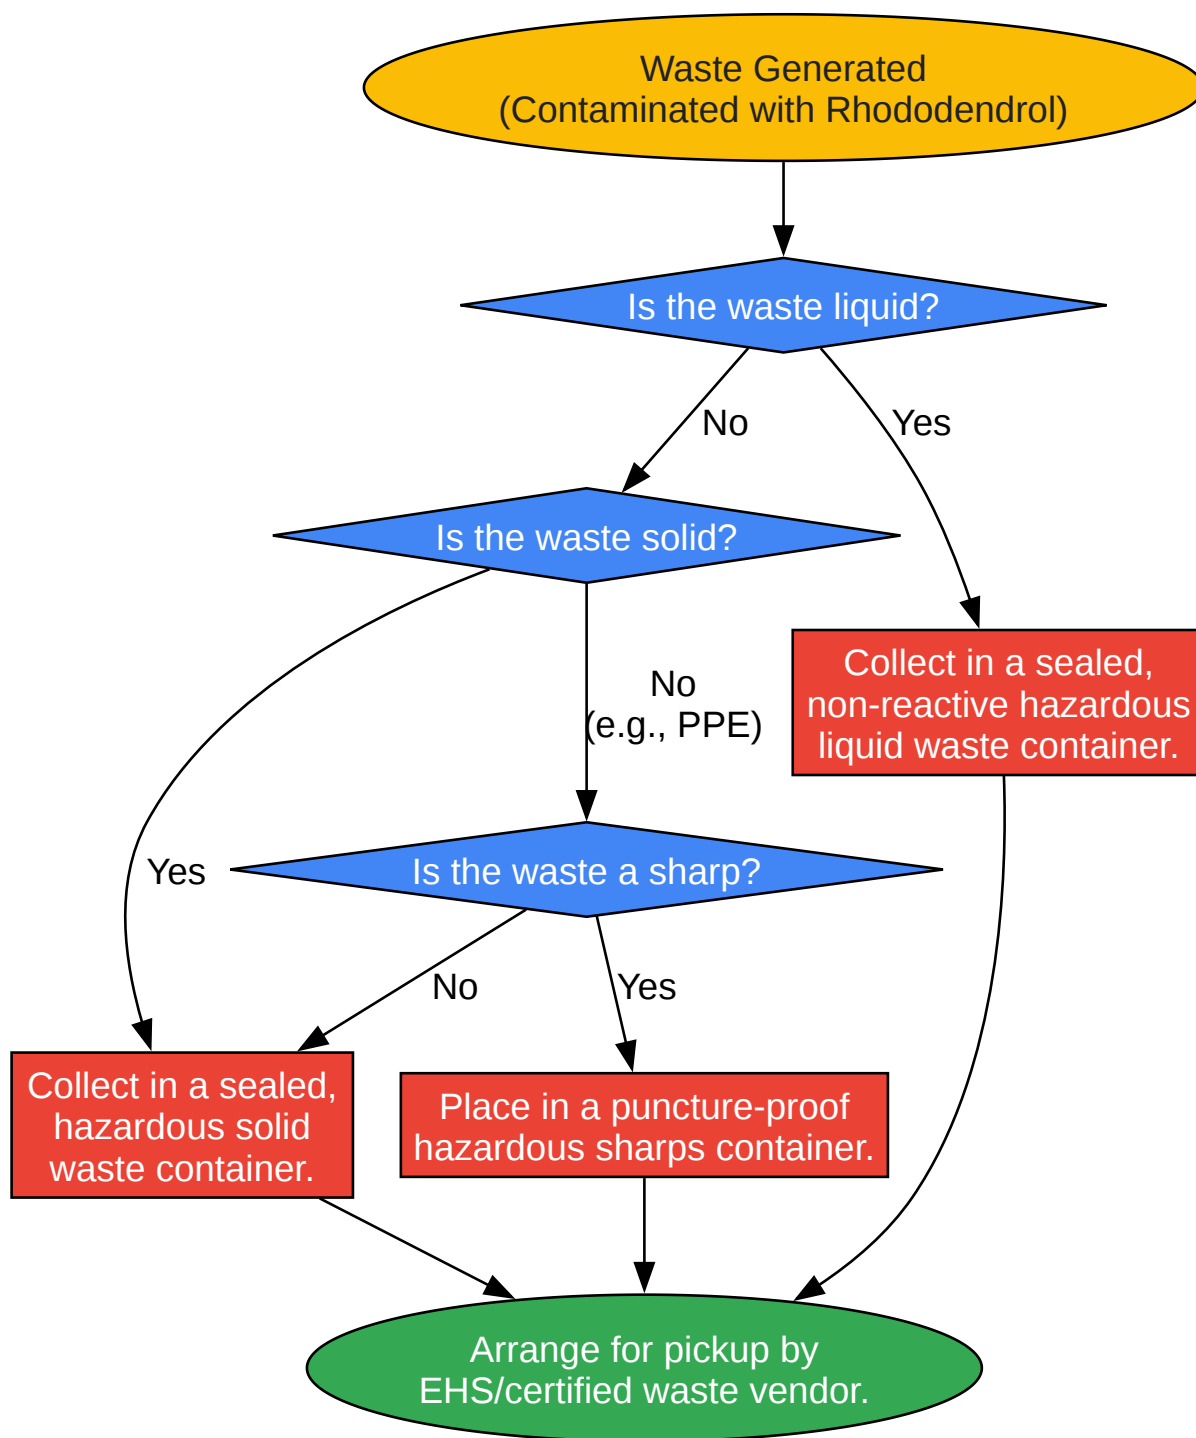 Waste Generated
(Contaminated with Rhododendrol)
Is the waste liquid?
No
Yes
Is the waste solid?
Collect in a sealed,
non-reactive hazardous
liquid waste container.
No
(e.g., PPE)
Yes
Is the waste a sharp?
No
Yes
Collect in a sealed,
hazardous solid
waste container.
Place in a puncture-proof
hazardous sharps container.
Arrange for pickup by
EHS/certified waste vendor.